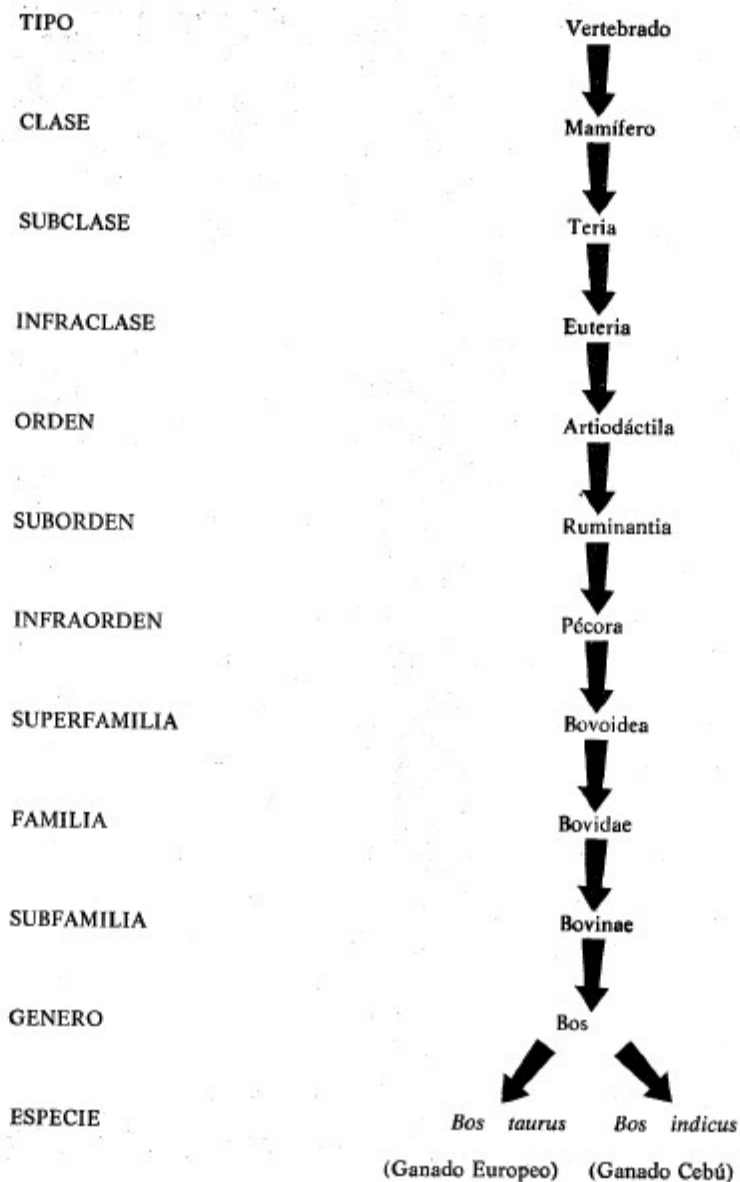 TIPO Vertebrado
CLASE Mamífero
SUBCLASE Teria
INFRACLASE Euteria
ORDEN Artiodáctila
SUBORDEN Ruminantia
INFRAORDEN Pécora
SUPERFAMILIA Bovoidea
FAMILIA Bovidae
SUBFAMILIA Bovinae
GENERO Bos
ESPECIE Bos taurus Bos indicus
(Ganado Europeo) (Ganado Cebú)